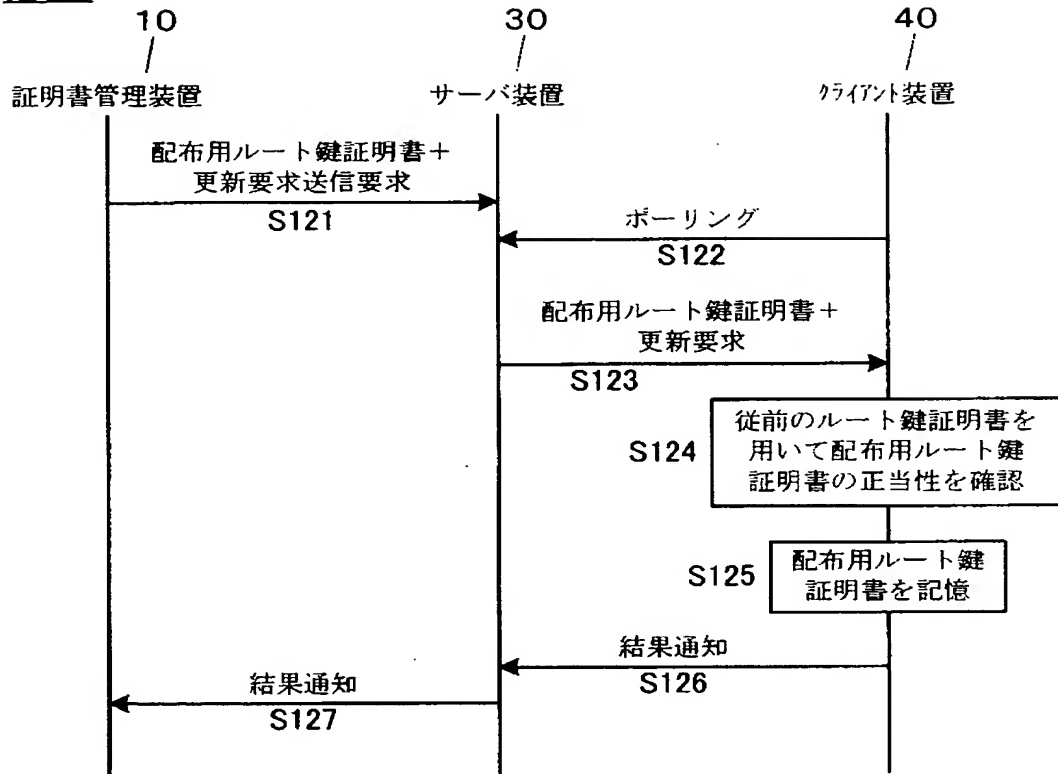 10
30
40
証明書管理装置
サーバ装置
クライアント装置
配布用ルート鍵証明書+
更新要求送信要求
S121
ポーリング
S122
配布用ルート鍵証明書+
更新要求
S123
S124
従前のルート鍵証明書を
用いて配布用ルート鍵
証明書の正当性を確認
S125
配布用ルート鍵
証明書を記憶
結果通知
S126
結果通知
S127